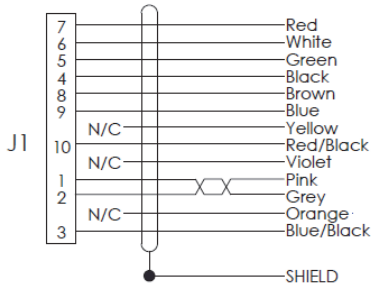 7 Red
6 White
5 Green
4 Black
8 Brown
9 Blue
N/C Yellow
J1 10 Red/Black
N/C Violet
1 Pink
2 Grey
N/C Orange
3 Blue/Black
SHIELD